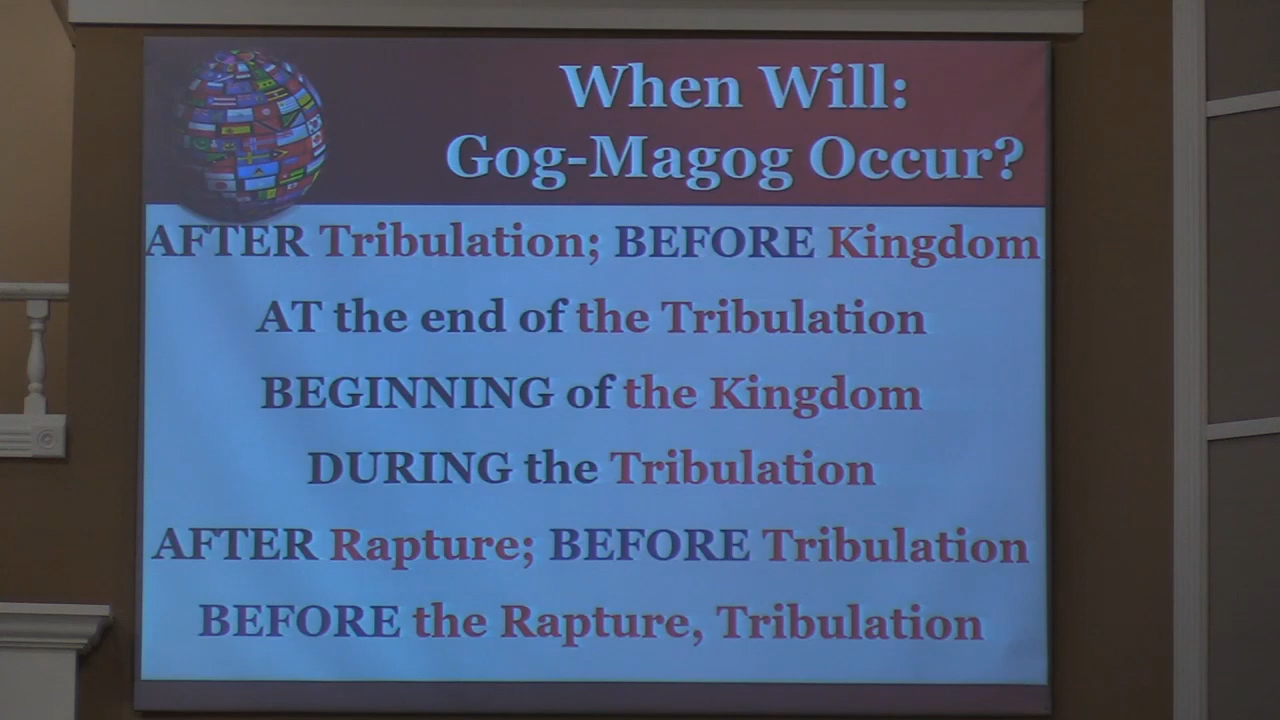 When Will:
Gog-Magog Occur?
AFTER Tribulation; BEFORE Kingdom
AT the end of the Tribulation
BEGINNING of the Kingdom
DURING the Tribulation
AFTER Rapture; BEFORE Tribulation
BEFORE the Rapture, Tribulation